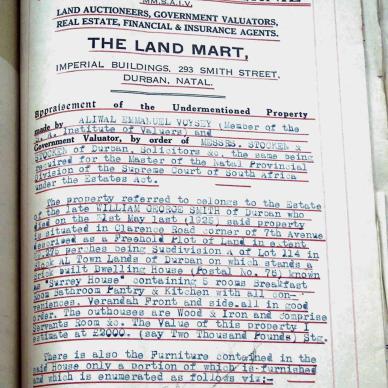 M.M.S.A.I.V.
LAND AUCTIONEERS, GOVERNMENT VALUATORS,
REAL ESTATE, FINANCIAL & INSURANCE AGENTS.
THE LAND MART,
IMPERIAL BUILDINGS, 293 SMITH STREET,
DURBAN, NATAL.
Appraisement of the Undermentioned Property
made by ALIWAL EMMANUEL VOYSEY (Member of the
Institute of Valuers) and
Government Valuator, by order of MESSRS. STOCKEN &
STOCKEN of Durban, Solicitors &c. the same being
required for the Master of the Natal Provincial
Division of the Supreme Court of South Africa
under the Estates Act.
The property referred to belongs to the Estate
of the late WILLIAM GEORGE SMITH of Durban who
died on the 21st May last (1925) said property
is situated in Clarence Road corner of 7th Avenue
described as a Freehold Plot of Land in extent
perches being Subdivision A of Lot 114 in
Block AL Town Lands of Durban on which stands a
Brick built Dwelling House (Postal No. 75) known
as "Surrey House" containing 5 rooms Breakfast
Room Bathroom Pantry & Kitchen with all con-
veniences. Verandah Front and side.all in good
order. The outhouses are Wood & Iron and comprise
Servants Room &c. The Value of this property I
estimate at £2000. (say Two Thousand Pounds) Stg.
There is also the Furniture contained in the
said House only a portion of which is furnished
and which is enumerated as follows viz:-